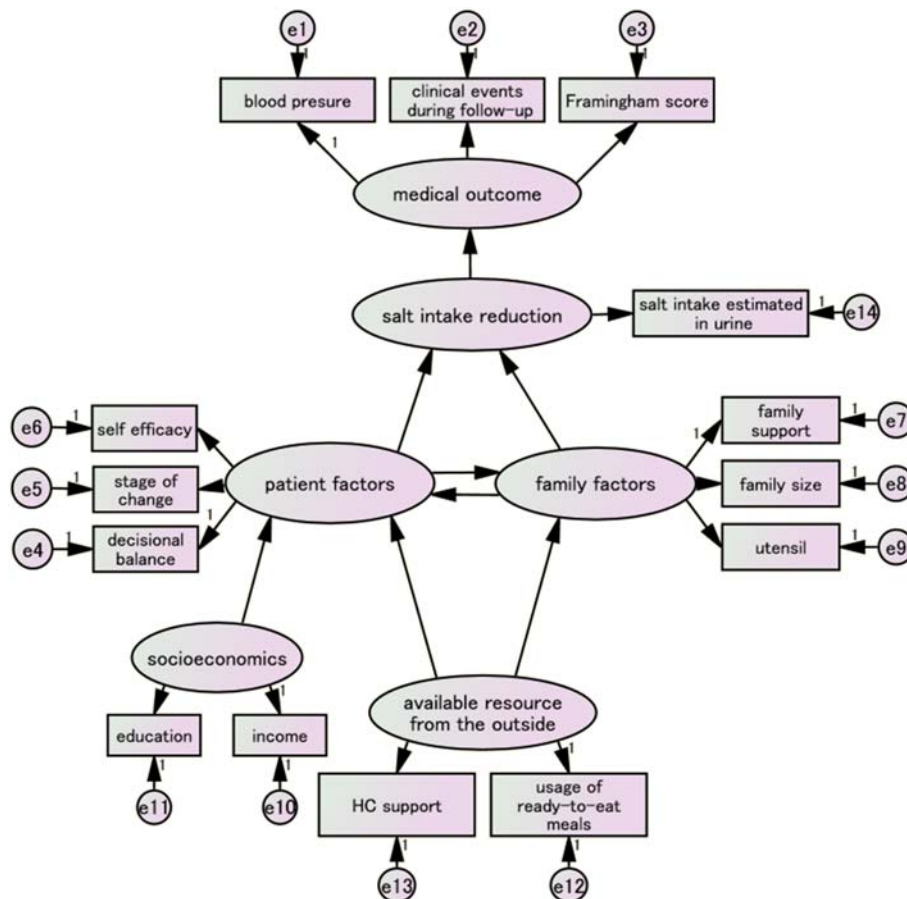 e1
e2
e3
1
1
1
blood presure
clinical events
during follow-up
Framingham score
1
medical outcome
salt intake reduction
salt intake estimated
in urine
1
e14
e6
1
self efficacy
e5
1
stage of
change
1
e4
1
decisional
balance
patient factors
family factors
1
family
support
1
e7
family size
1
e8
utensil
1
e9
socioeconomics
1
education
income
1
1
e11
e10
available resource
from the outside
1
HC support
usage of
ready-to-eat
meals
1
1
e13
e12